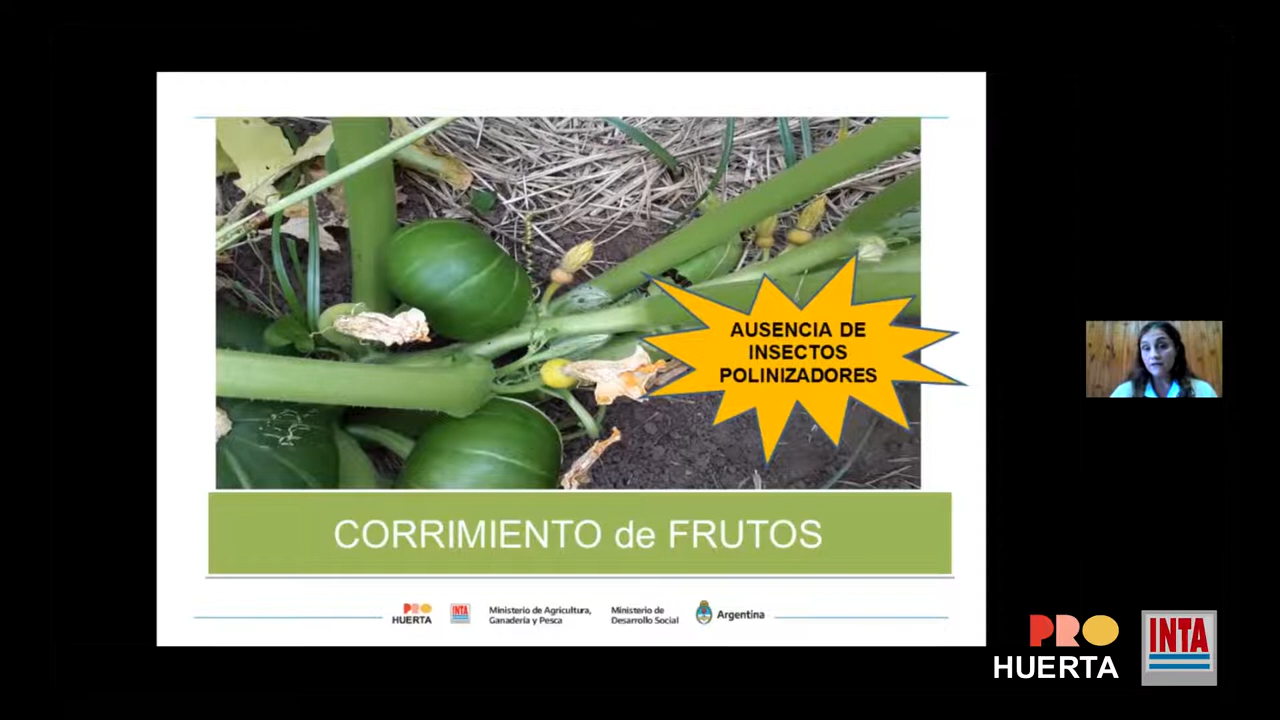 AUSENCIA DE
INSECTOS
POLINIZADORES
CORRIMIENTO de FRUTOS
PRO
HUERTA
INTA
Ministerio de Agricultura,
Ganadería y Pesca
Ministerio de
Desarrollo Social
Argentina
PRO
HUERTA
INTA